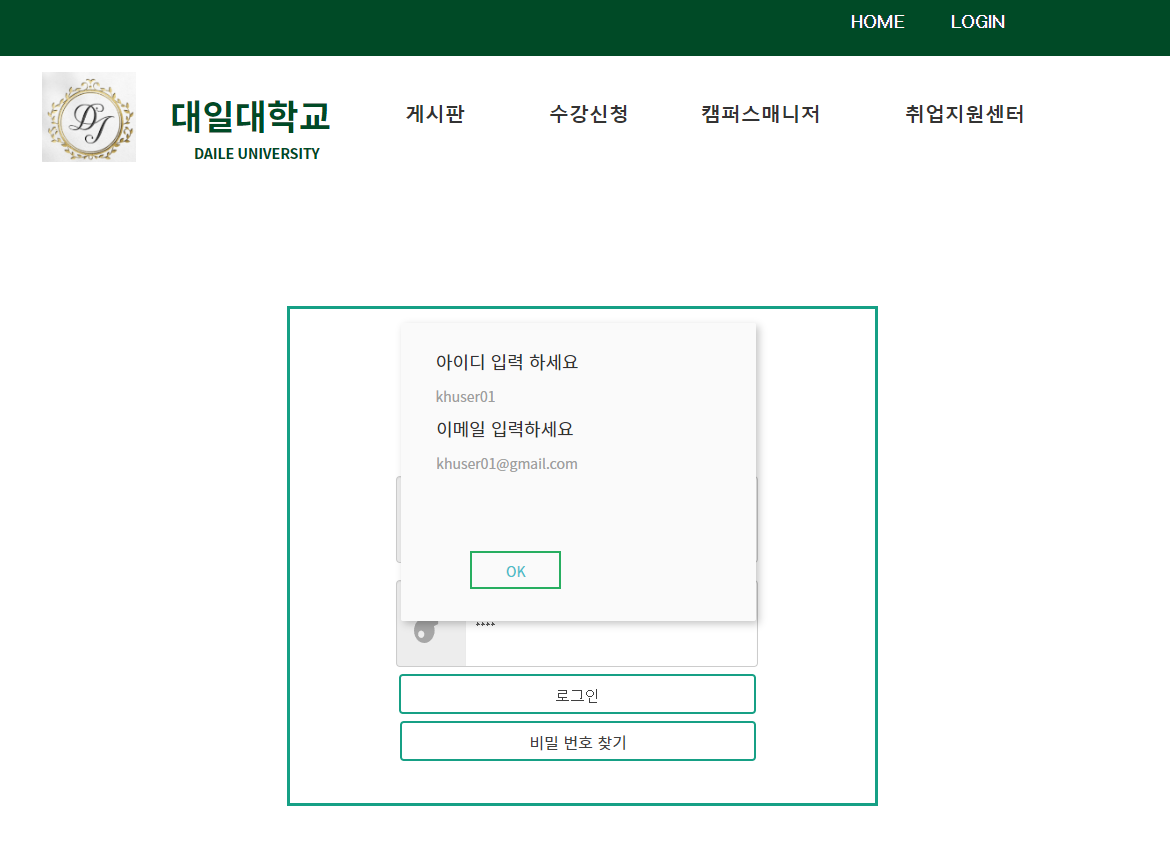 HOME LOGIN
DJ
대일대학교
DAILE UNIVERSITY
게시판 수강신청 캠퍼스매니저 취업지원센터
아이디 입력 하세요
khuser01
이메일 입력하세요
khuser01@gmail.com
OK
로그인
비밀 번호 찾기